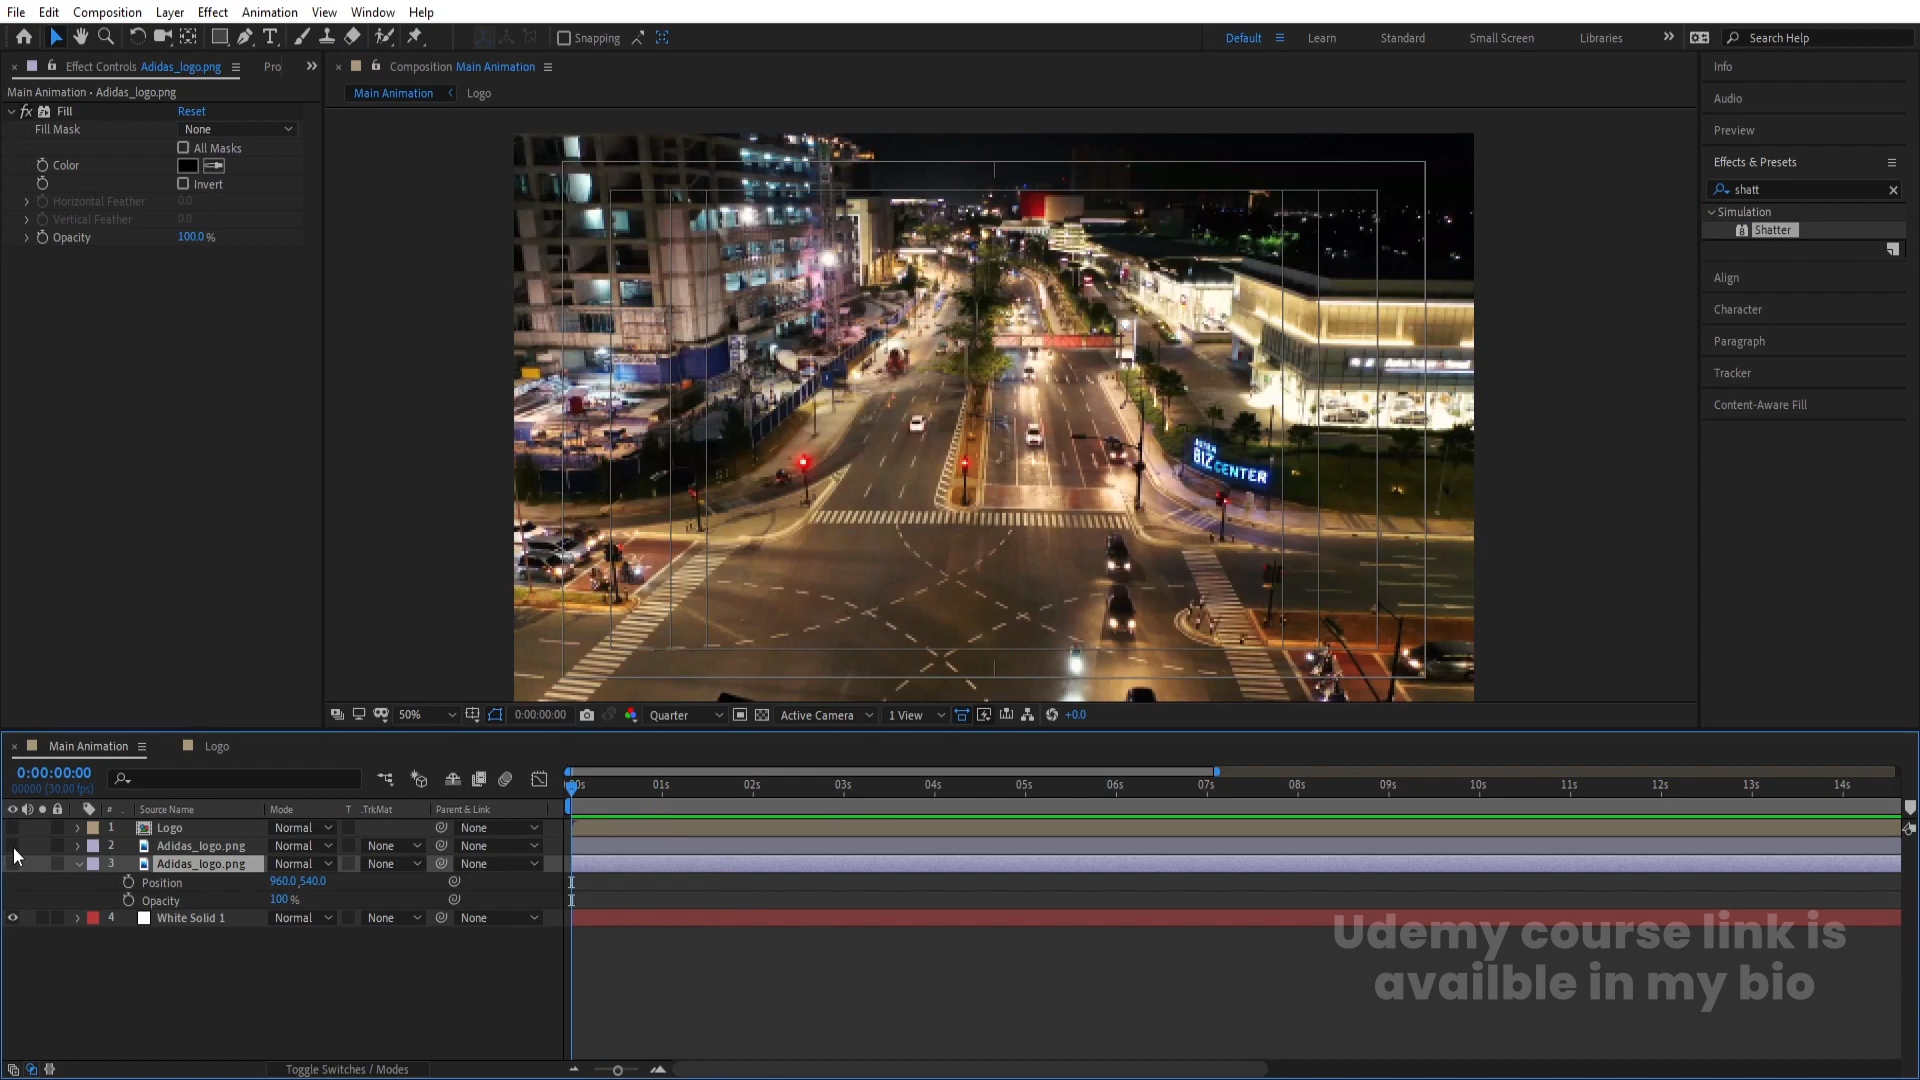 File Edit Composition Layer Effect Animation View Window Help
Snapping
Default Learn Standard Small Screen Libraries Search Help
Effect Controls Adidas_logo.png Pro
Composition Main Animation
Main Animation • Adidas_logo.png
Main Animation Logo
fx Fill Reset
Fill Mask None
All Masks
Color
Invert
Horizontal Feather 0.0
Vertical Feather 0.0
Opacity 100.0 %
Info
Audio
Preview
Effects & Presets
shatt
Simulation
Shatter
Align
Character
Paragraph
Tracker
Content-Aware Fill
BIZ CENTER
50% 0:00:00:00 Quarter Active Camera 1 View +0.0
Main Animation Logo
0:00:00:00
00000 (30.00 fps)
:00s 01s 02s 03s 04s 05s 06s 07s 08s 09s 10s 11s 12s 13s 14s
# . Source Name Mode T .TrkMat Parent & Link
1 Logo Normal None
2 Adidas_logo.png Normal None None
3 Adidas_logo.png Normal None None
Position 960.0,540.0
Opacity 100 %
4 White Solid 1 Normal None None
Udemy course link is
availble in my bio
Toggle Switches / Modes